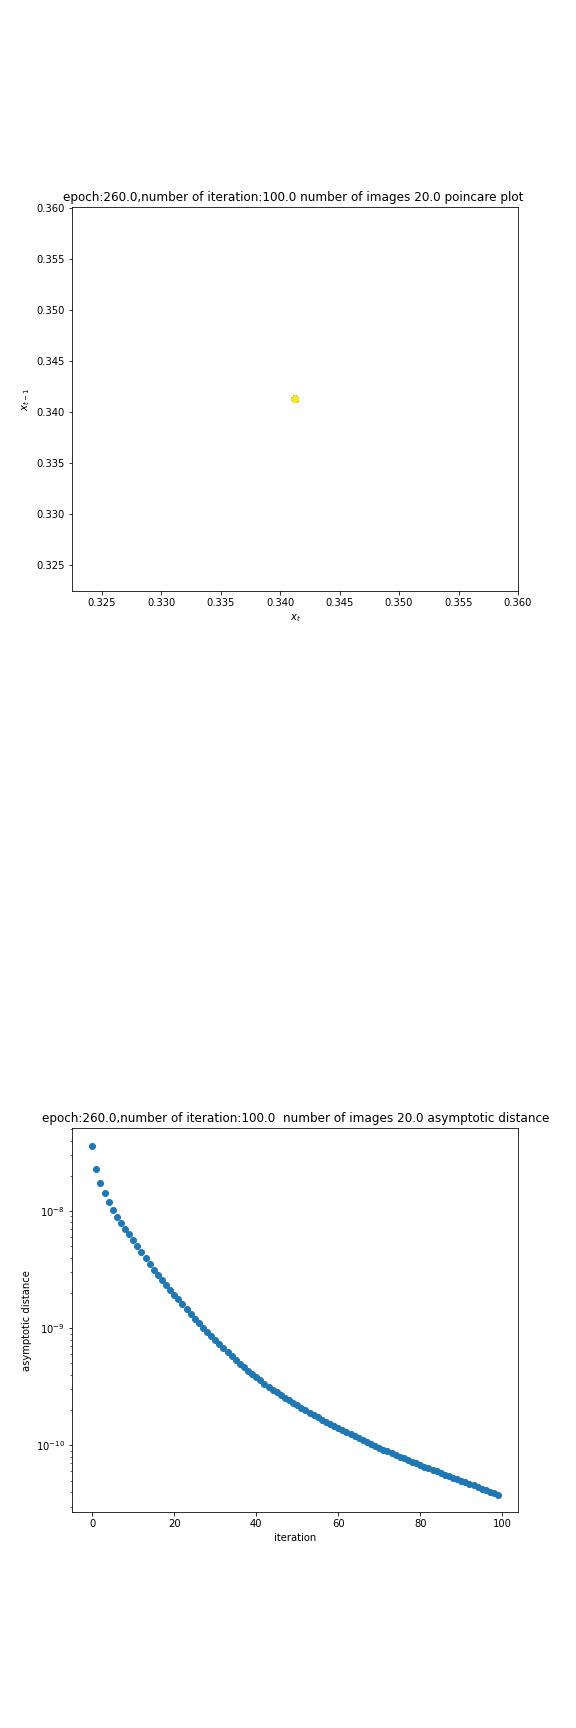 epoch:260.0,number of iteration:100.0 number of images 20.0 poincare plot
0.360
0.355
0.350
0.345
0.340
0.335
0.330
0.325
x_{t-1}
0.325 0.330 0.335 0.340 0.345 0.350 0.355 0.360
x_t
epoch:260.0,number of iteration:100.0  number of images 20.0 asymptotic distance
10^{-8}
10^{-9}
10^{-10}
asymptotic distance
0 20 40 60 80 100
iteration